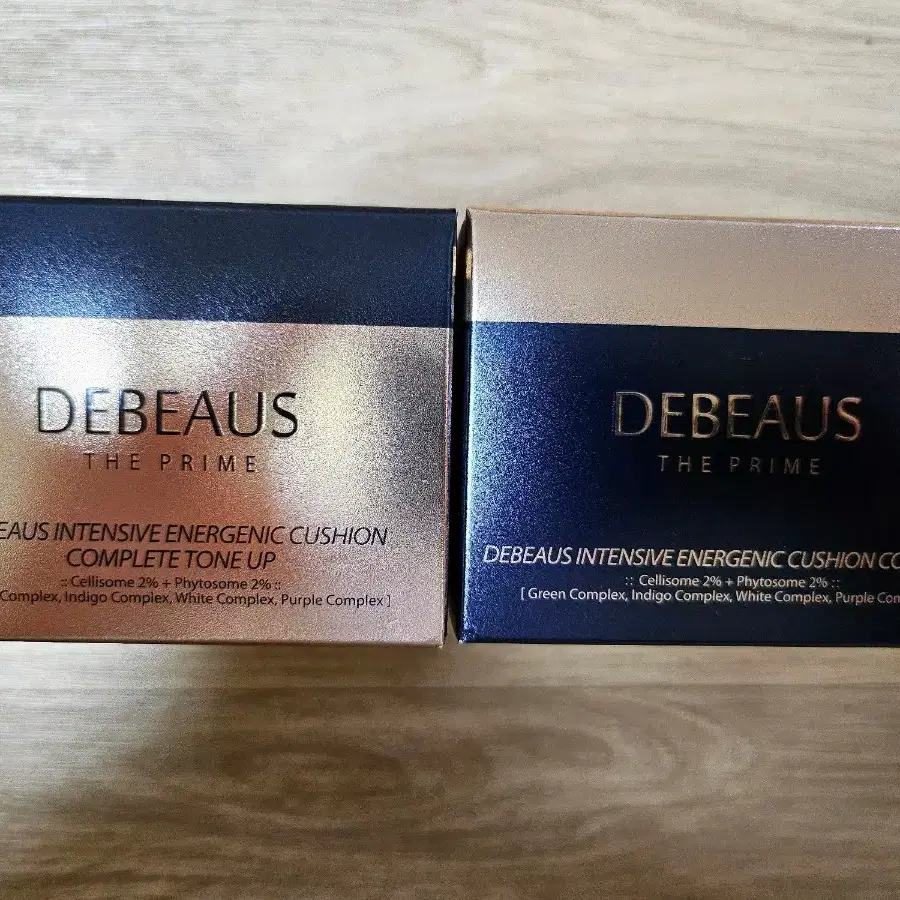 DEBEAUS
THE PRIME
EAUS INTENSIVE ENERGENIC CUSHION
COMPLETE TONE UP
:: Cellisome 2% + Phytosome 2% ::
Complex, Indigo Complex, White Complex, Purple Complex ]
DEBEAUS
THE PRIME
DEBEAUS INTENSIVE ENERGENIC CUSHION CO
:: Cellisome 2% + Phytosome 2% ::
[ Green Complex, Indigo Complex, White Complex, Purple Com